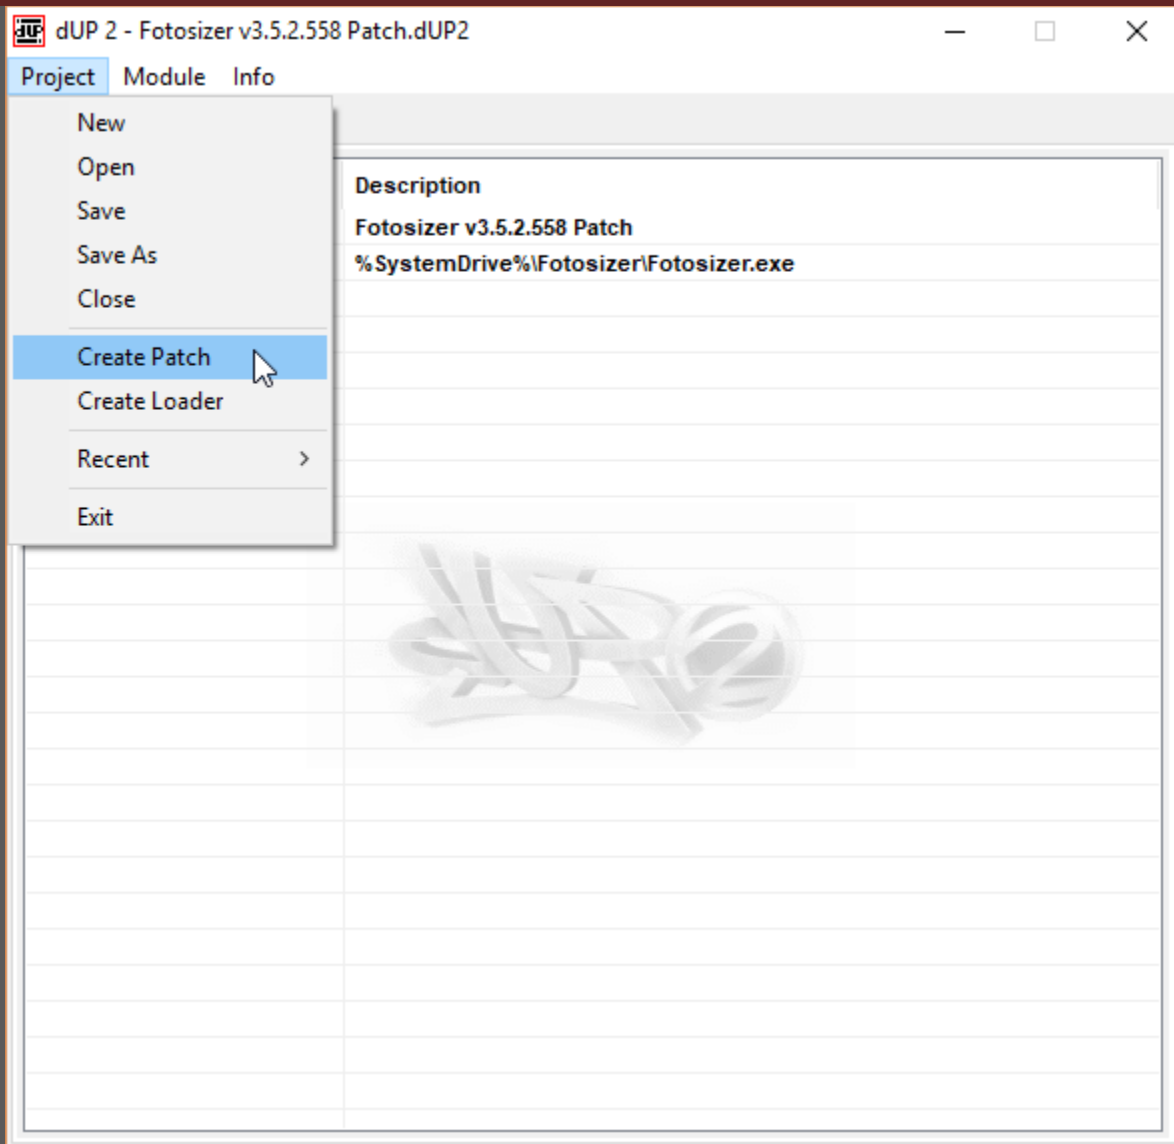 dUP 2 - Fotosizer v3.5.2.558 Patch.dUP2
Project Module Info
New
Open
Save
Save As
Close
Create Patch
Create Loader
Recent
Exit
Description
Fotosizer v3.5.2.558 Patch
%SystemDrive%\Fotosizer\Fotosizer.exe